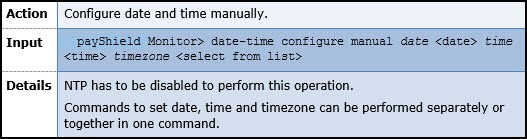 Action
Configure date and time manually.
Input
payShield Monitor> date-time configure manual date <date> time
<time> timezone <select from list>
Details
NTP has to be disabled to perform this operation.
Commands to set date, time and timezone can be performed separately or
together in one command.